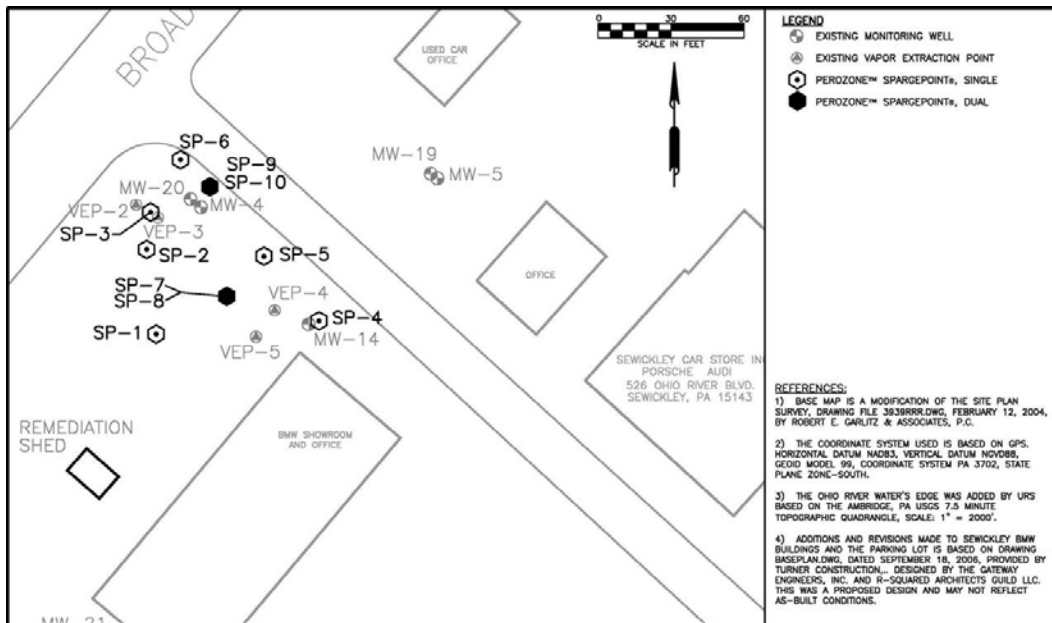 BROAD
USED CAR
OFFICE
0 30 60
SCALE IN FEET
SP-6
SP-9
SP-10
MW-20
MW-4
VEP-2
VEP-3
SP-3
SP-2
SP-5
MW-19
MW-5
OFFICE
SP-7
SP-8
VEP-4
SP-4
MW-14
SP-1
VEP-5
SEWICKLEY CAR STORE IN
PORSCHE AUDI
526 OHIO RIVER BLVD.
SEWICKLEY, PA 15143
REMEDIATION
SHED
BMW SHOWROOM
AND OFFICE
MW-21
LEGEND
EXISTING MONITORING WELL
EXISTING VAPOR EXTRACTION POINT
PEROZONE™ SPARGEPOINT®, SINGLE
PEROZONE™ SPARGEPOINT®, DUAL
REFERENCES:
1) BASE MAP IS A MODIFICATION OF THE SITE PLAN
SURVEY, DRAWING FILE 3939RRR.DWG, FEBRUARY 12, 2004,
BY ROBERT E. GARLITZ & ASSOCIATES, P.C.
2) THE COORDINATE SYSTEM USED IS BASED ON GPS.
HORIZONTAL DATUM NAD83, VERTICAL DATUM NGVD88,
GEOID MODEL 99, COORDINATE SYSTEM PA 3702, STATE
PLANE ZONE-SOUTH.
3) THE OHIO RIVER WATER'S EDGE WAS ADDED BY URS
BASED ON THE AMBRIDGE, PA USGS 7.5 MINUTE
TOPOGRAPHIC QUADRANGLE, SCALE: 1" = 2000'.
4) ADDITIONS AND REVISIONS MADE TO SEWICKLEY BMW
BUILDINGS AND THE PARKING LOT IS BASED ON DRAWING
BASEPLAN.DWG, DATED SEPTEMBER 18, 2006, PROVIDED BY
TURNER CONSTRUCTION,.. DESIGNED BY THE GATEWAY
ENGINEERS, INC. AND R-SQUARED ARCHITECTS GUILD LLC.
THIS WAS A PROPOSED DESIGN AND MAY NOT REFLECT
AS-BUILT CONDITIONS.